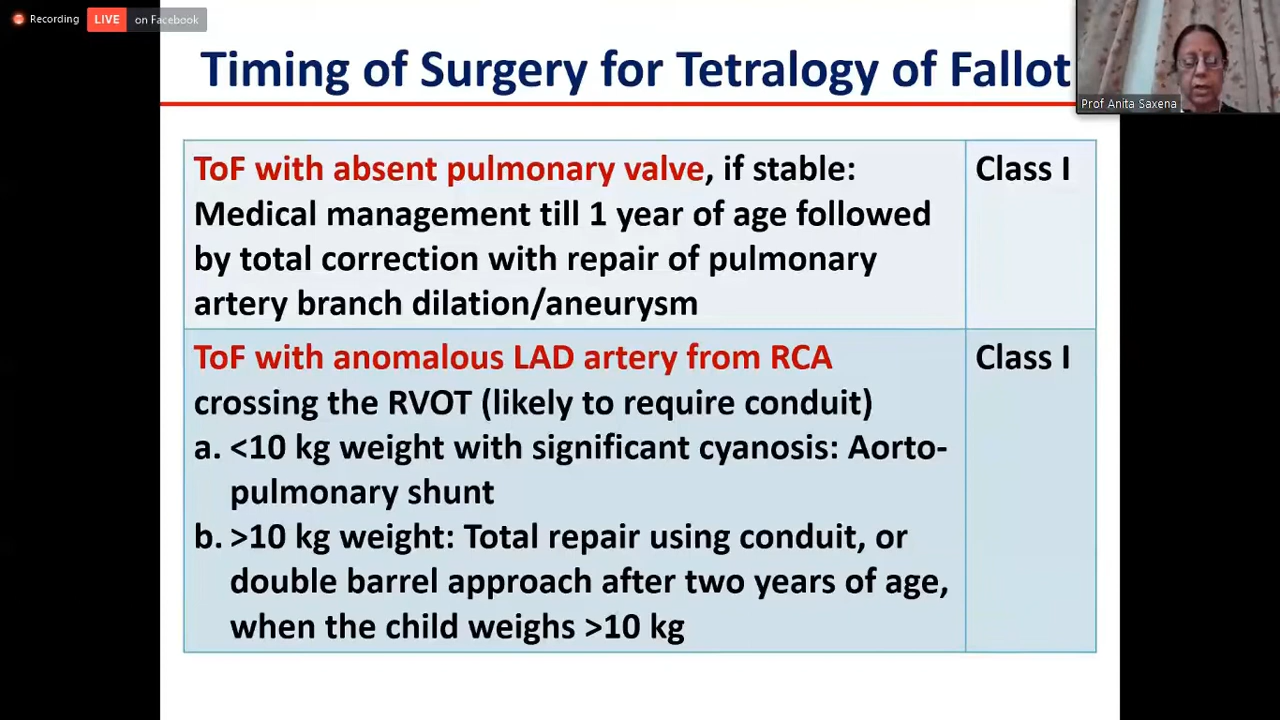 Recording
LIVE on Facebook
Timing of Surgery for Tetralogy of Fallot
Prof Anita Saxena
ToF with absent pulmonary valve, if stable:
Medical management till 1 year of age followed
by total correction with repair of pulmonary
artery branch dilation/aneurysm
Class I
ToF with anomalous LAD artery from RCA
crossing the RVOT (likely to require conduit)
a. <10 kg weight with significant cyanosis: Aorto-
pulmonary shunt
b. >10 kg weight: Total repair using conduit, or
double barrel approach after two years of age,
when the child weighs >10 kg
Class I